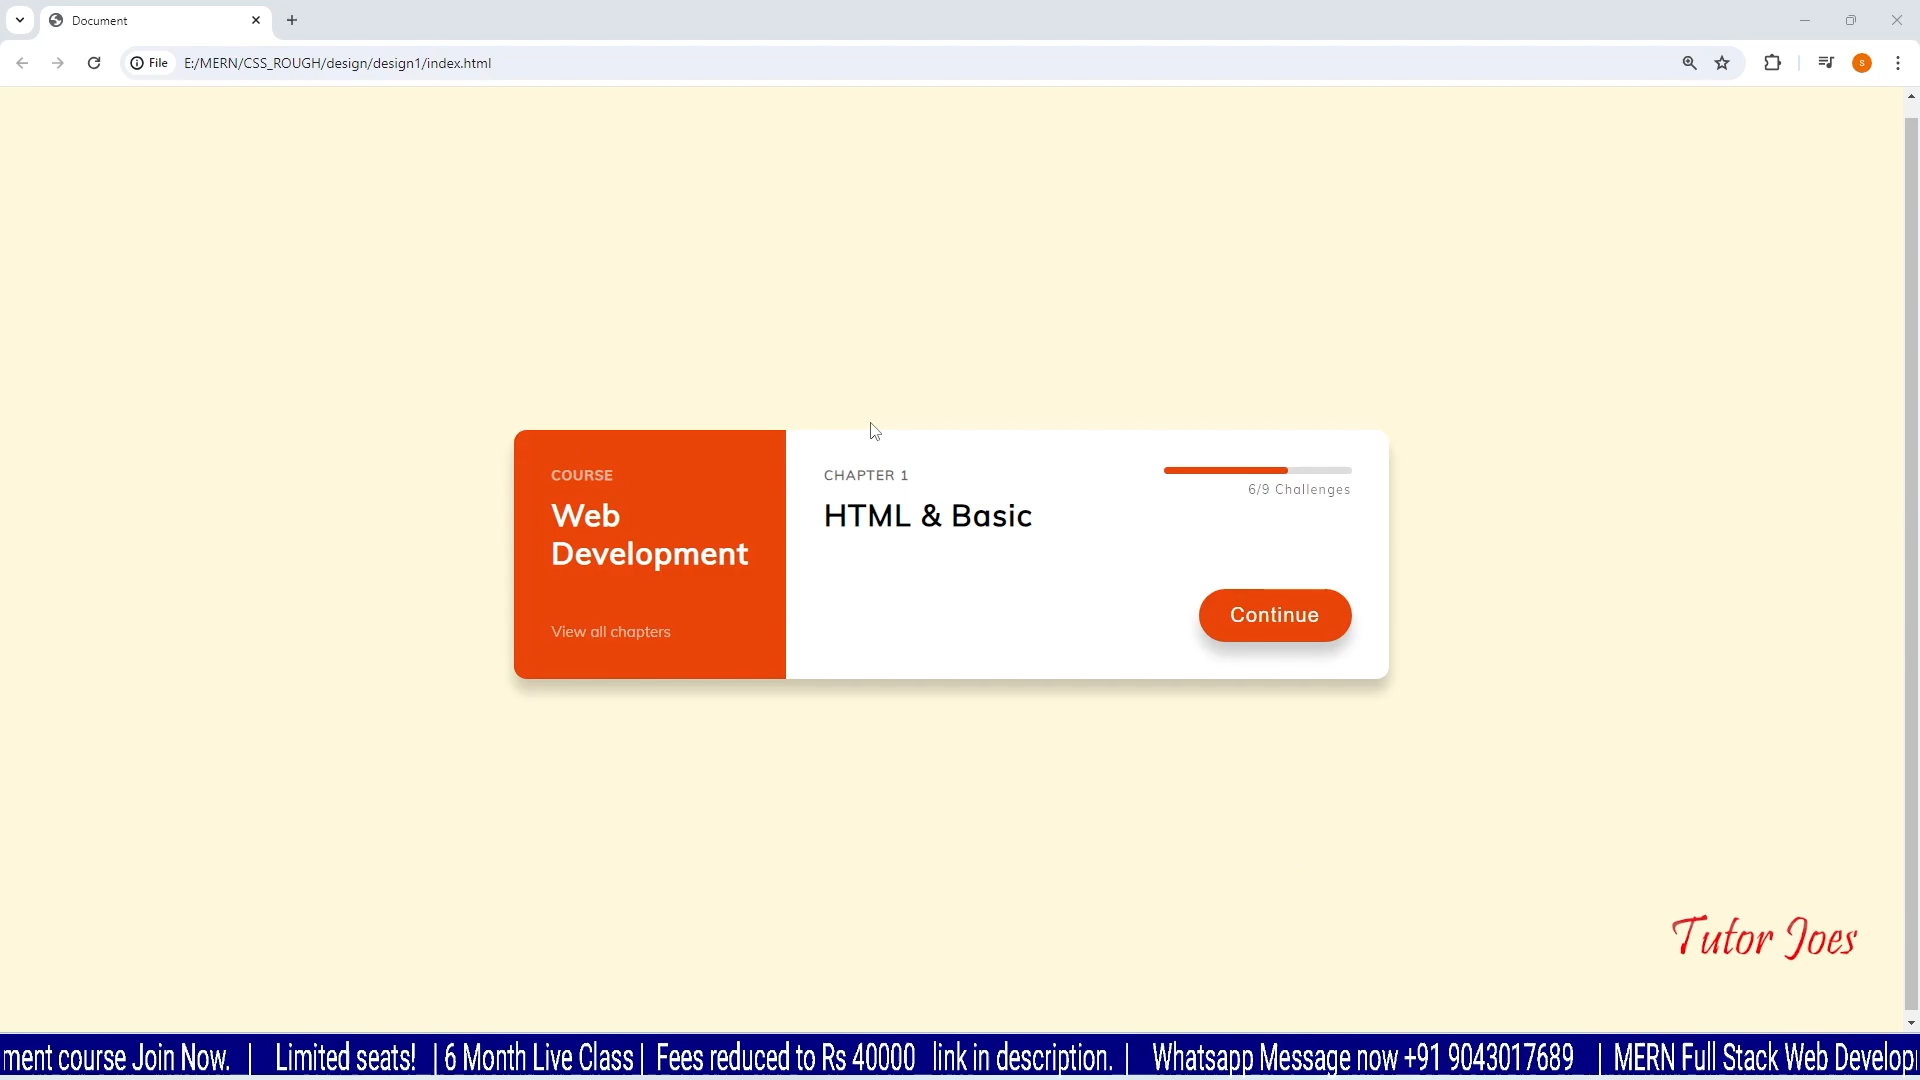 Document
File
E:/MERN/CSS_ROUGH/design/design1/index.html
S
COURSE
Web
Development
View all chapters
CHAPTER 1
HTML & Basic
6/9 Challenges
Continue
Tutor Joes
ment course Join Now. | Limited seats! | 6 Month Live Class | Fees reduced to Rs 40000 link in description. | Whatsapp Message now +91 9043017689 | MERN Full Stack Web Develop